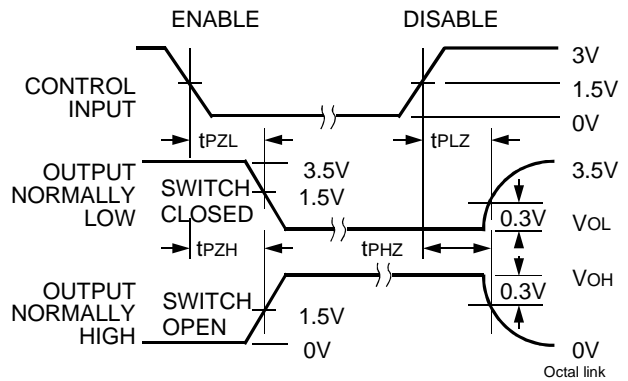 ENABLE DISABLE
3V
CONTROL
INPUT
1.5V
0V
tPZL tPLZ
OUTPUT
NORMALLY
LOW
SWITCH
CLOSED
3.5V
1.5V
3.5V
0.3V
VOL
tPZH tPHZ
OUTPUT
NORMALLY
HIGH
SWITCH
OPEN
1.5V
0V
VOH
0.3V
0V
Octal link